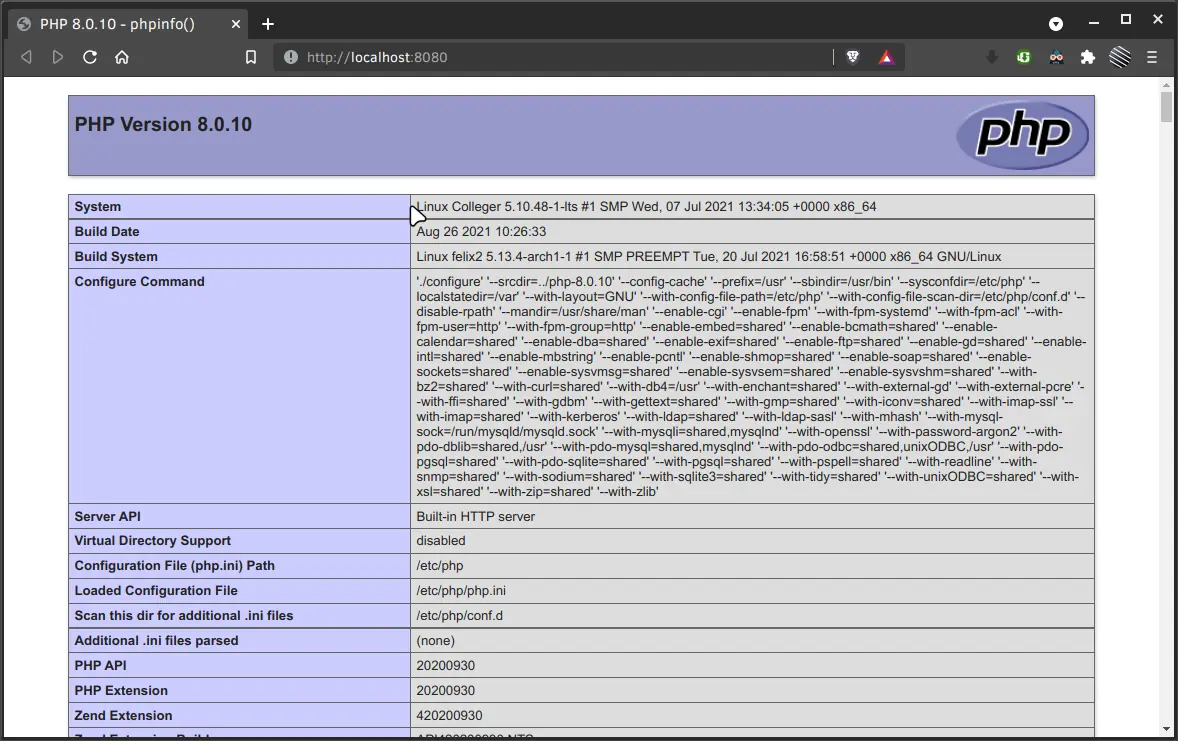 PHP 8.0.10 - phpinfo()
http://localhost:8080
PHP Version 8.0.10
php
System Linux Colleger 5.10.48-1-lts #1 SMP Wed, 07 Jul 2021 13:34:05 +0000 x86_64
Build Date Aug 26 2021 10:26:33
Build System Linux felix2 5.13.4-arch1-1 #1 SMP PREEMPT Tue, 20 Jul 2021 16:58:51 +0000 x86_64 GNU/Linux
Configure Command './configure' '--srcdir=../php-8.0.10' '--config-cache' '--prefix=/usr' '--sbindir=/usr/bin' '--sysconfdir=/etc/php' '--
localstatedir=/var' '--with-layout=GNU' '--with-config-file-path=/etc/php' '--with-config-file-scan-dir=/etc/php/conf.d' '--
disable-rpath' '--mandir=/usr/share/man' '--enable-cgi' '--enable-fpm' '--with-fpm-systemd' '--with-fpm-acl' '--with-
fpm-user=http' '--with-fpm-group=http' '--enable-embed=shared' '--enable-bcmath=shared' '--enable-
calendar=shared' '--enable-dba=shared' '--enable-exif=shared' '--enable-ftp=shared' '--enable-gd=shared' '--enable-
intl=shared' '--enable-mbstring' '--enable-pcntl' '--enable-shmop=shared' '--enable-soap=shared' '--enable-
sockets=shared' '--enable-sysvmsg=shared' '--enable-sysvsem=shared' '--enable-sysvshm=shared' '--with-
bz2=shared' '--with-curl=shared' '--with-db4=/usr' '--with-enchant=shared' '--with-external-gd' '--with-external-pcre' '-
-with-ffi=shared' '--with-gdbm' '--with-gettext=shared' '--with-gmp=shared' '--with-iconv=shared' '--with-imap-ssl' '--
with-imap=shared' '--with-kerberos' '--with-ldap=shared' '--with-ldap-sasl' '--with-mhash' '--with-mysql-
sock=/run/mysqld/mysqld.sock' '--with-mysqli=shared,mysqlnd' '--with-openssl' '--with-password-argon2' '--with-
pdo-dblib=shared,/usr' '--with-pdo-mysql=shared,mysqlnd' '--with-pdo-odbc=shared,unixODBC,/usr' '--with-pdo-
pgsql=shared' '--with-pdo-sqlite=shared' '--with-pgsql=shared' '--with-pspell=shared' '--with-readline' '--with-
snmp=shared' '--with-sodium=shared' '--with-sqlite3=shared' '--with-tidy=shared' '--with-unixODBC=shared' '--with-
xsl=shared' '--with-zip=shared' '--with-zlib'
Server API Built-in HTTP server
Virtual Directory Support disabled
Configuration File (php.ini) Path /etc/php
Loaded Configuration File /etc/php/php.ini
Scan this dir for additional .ini files /etc/php/conf.d
Additional .ini files parsed (none)
PHP API 20200930
PHP Extension 20200930
Zend Extension 420200930